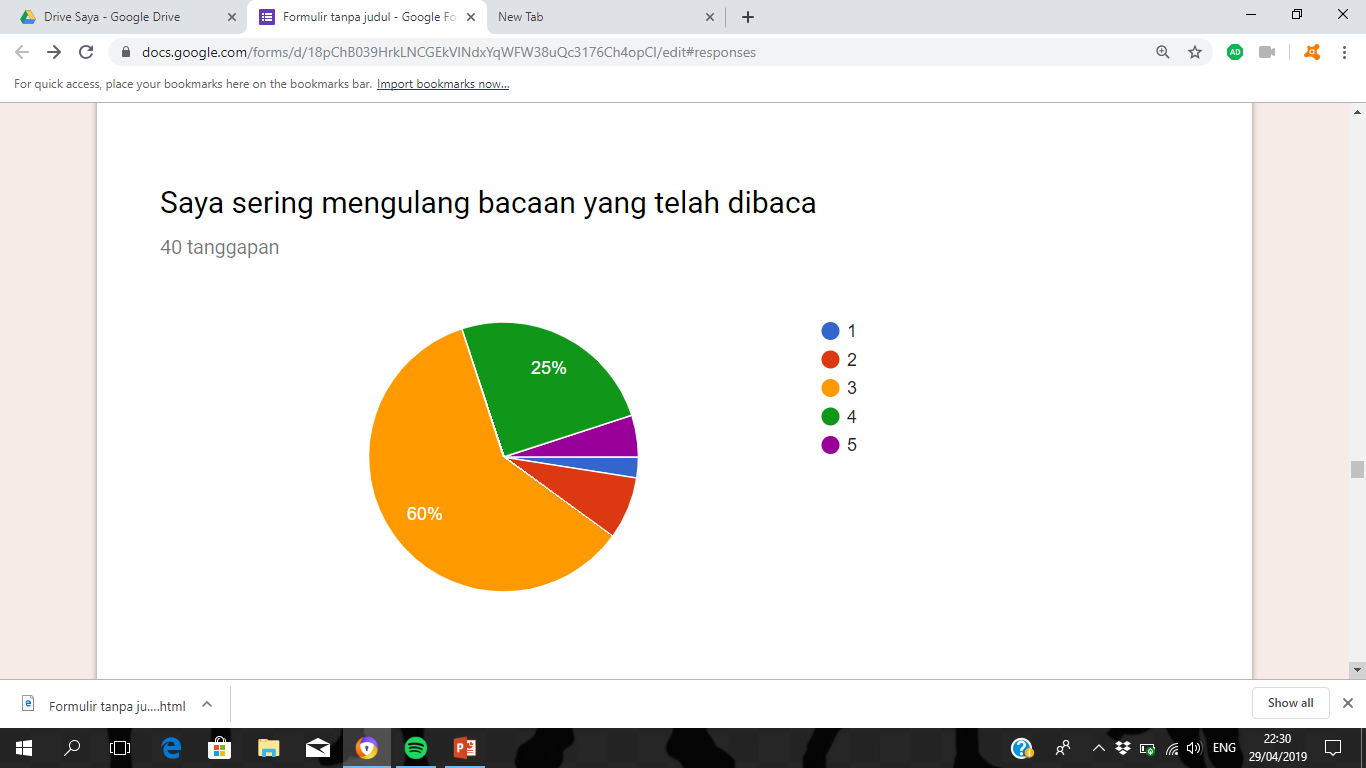 Drive Saya - Google Drive
Formulir tanpa judul - Google Fo
New Tab
docs.google.com/forms/d/18pChB039HrkLNCGEkVINdxYqWFW38uQc3176Ch4opCI/edit#responses
AD
For quick access, place your bookmarks here on the bookmarks bar. Import bookmarks now...
Saya sering mengulang bacaan yang telah dibaca
40 tanggapan
1
2
3
4
5
25%
60%
Formulir tanpa ju....html
Show all
ENG
22:30
29/04/2019